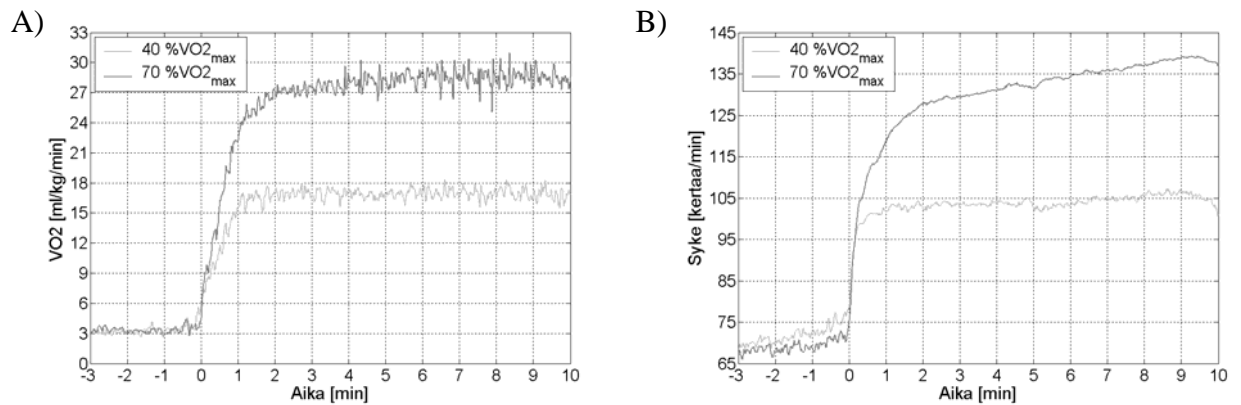 A)
33
30
27
24
21
18
15
12
9
6
3
0
VO2 [ml/kg/min]
40 %VO2max
70 %VO2max
-3 -2 -1 0 1 2 3 4 5 6 7 8 9 10
Aika [min]
B)
145
135
125
115
105
95
85
75
65
Syke [kertaa/min]
40 %VO2max
70 %VO2max
-3 -2 -1 0 1 2 3 4 5 6 7 8 9 10
Aika [min]